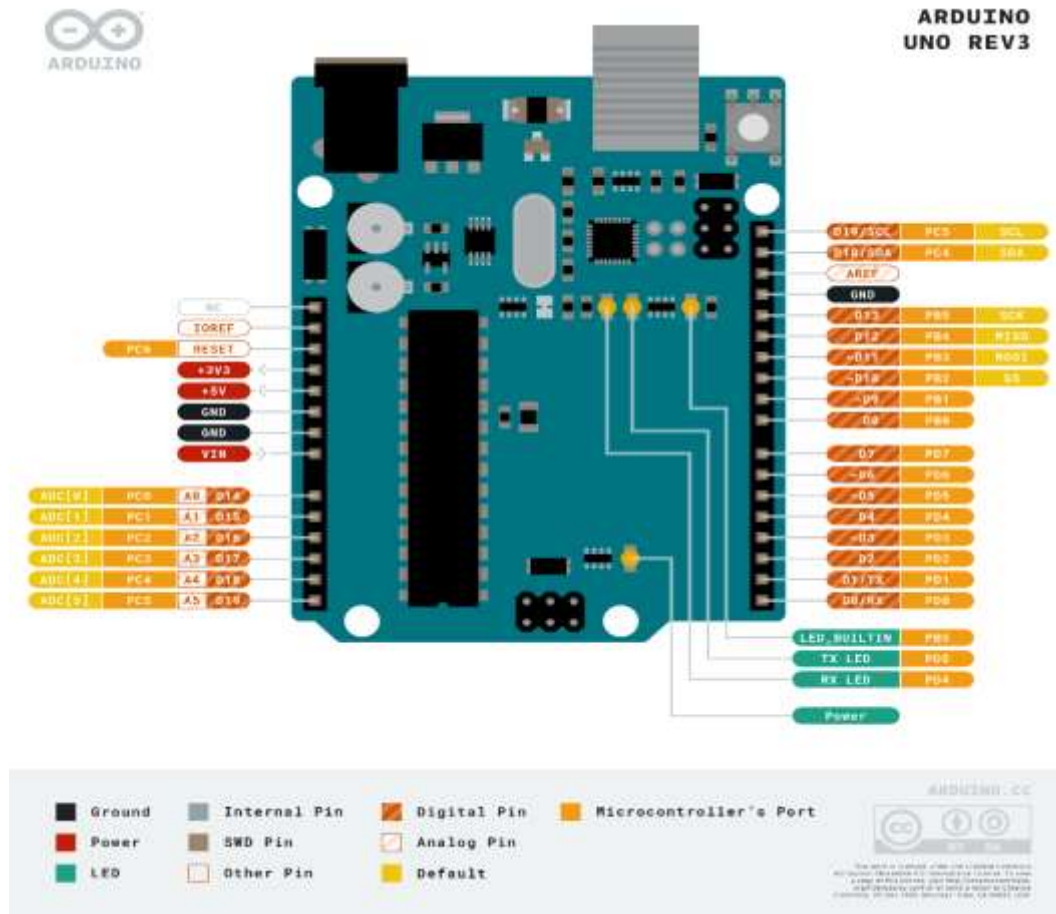 ARDUINO
ARDUINO
UNO REV3
D19/SCL PC5 SCL
D18/SDA PC4 SDA
AREF
GND
NC
D13 PB5 SCK
IOREF
D12 PB4 MISO
PC6 RESET
~D11 PB3 MOSI
+3V3
~D10 PB2 SS
+5V
~D9 PB1
GND
D8 PB0
GND
VIN
D7 PD7
~D6 PD6
ADC[0] PC0 A0 D14
~D5 PD5
ADC[1] PC1 A1 D15
D4 PD4
ADC[2] PC2 A2 D16
~D3 PD3
ADC[3] PC3 A3 D17
D2 PD2
ADC[4] PC4 A4 D18
D1/TX PD1
ADC[5] PC5 A5 D19
D0/RX PD0
LED_BUILTIN PB5
TX LED PD5
RX LED PD4
Power
ARDUINO.CC
Ground Internal Pin Digital Pin Microcontroller's Port
Power SWD Pin Analog Pin
LED Other Pin Default
BY SA